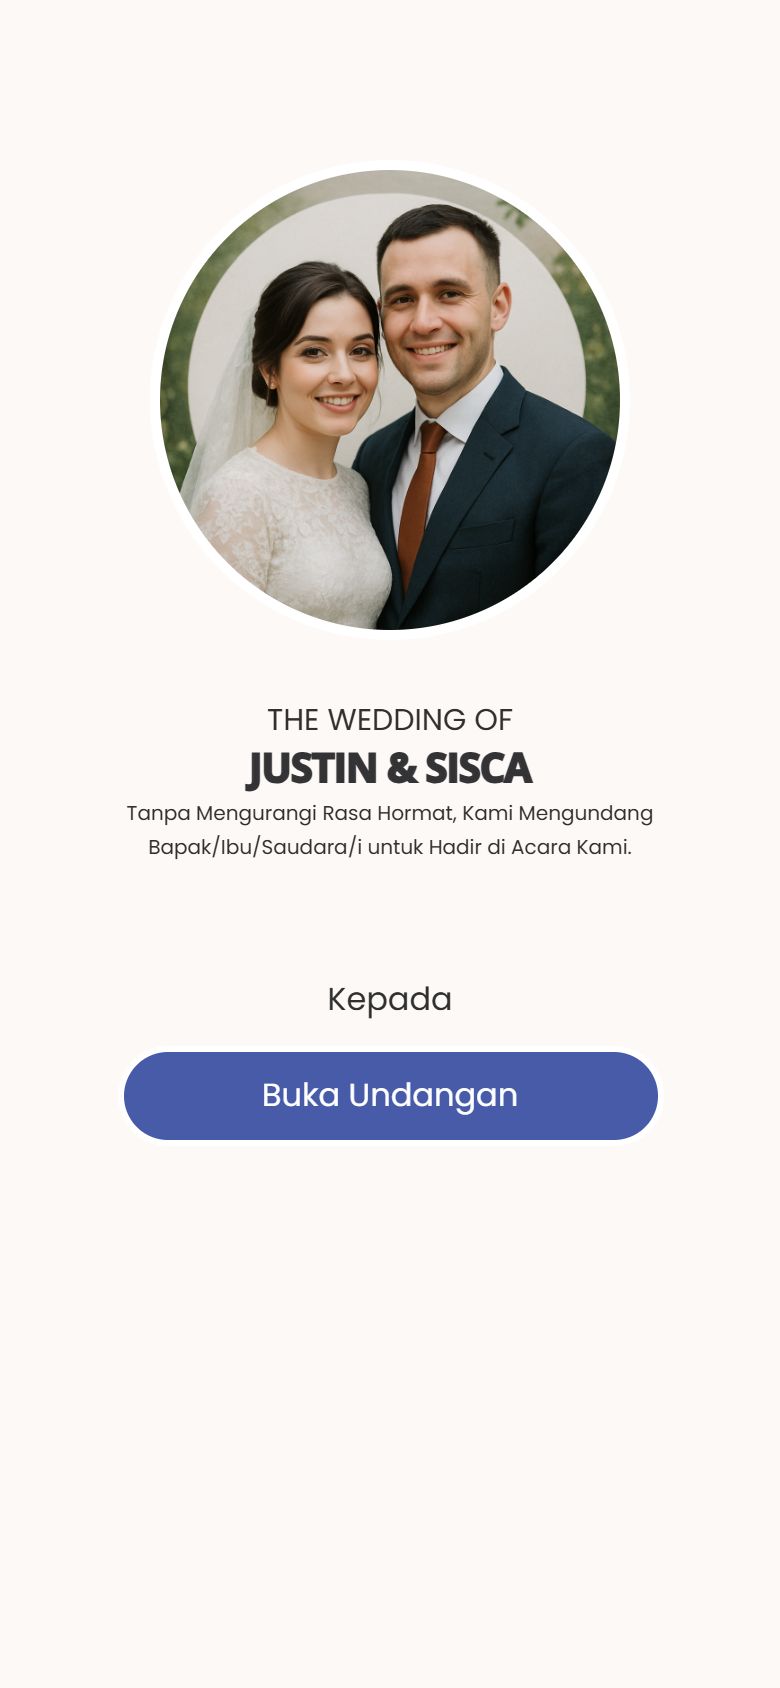 THE WEDDING OF
JUSTIN & SISCA
Tanpa Mengurangi Rasa Hormat, Kami Mengundang
Bapak/Ibu/Saudara/i untuk Hadir di Acara Kami.
Kepada
Buka Undangan